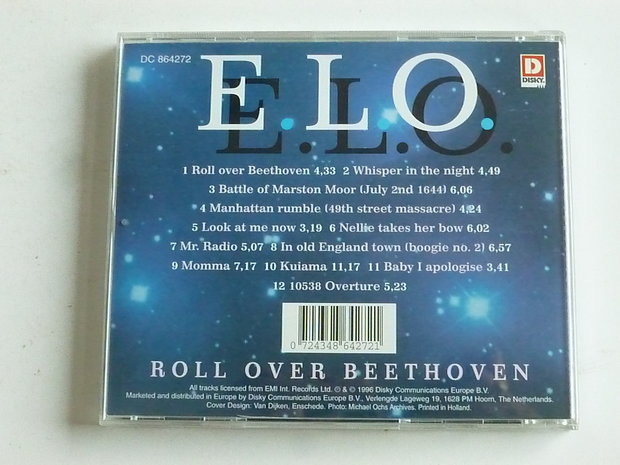 DC 864272
E.L.O.
E.L.O.
D
DISKY
1 Roll over Beethoven 4,33 2 Whisper in the night 4,49
3 Battle of Marston Moor (July 2nd 1644) 6,06
4 Manhattan rumble (49th street massacre) 4,24
5 Look at me now 3,19 6 Nellie takes her bow 6,02
7 Mr. Radio 5,07 8 In old England town (boogie no. 2) 6,57
9 Momma 7,17 10 Kuiama 11,17 11 Baby I apologise 3,41
12 10538 Overture 5,23
0 724348 642721
ROLL OVER BEETHOVEN
All tracks licensed from EMI Int. Records Ltd. ℗ & © 1996 Disky Communications Europe B.V.
Marketed and distributed in Europe by Disky Communications Europe B.V., Verlengde Lageweg 19, 1628 PM Hoorn, The Netherlands.
Cover Design: Van Dijken, Enschede. Photo: Michael Ochs Archives. Printed in Holland.